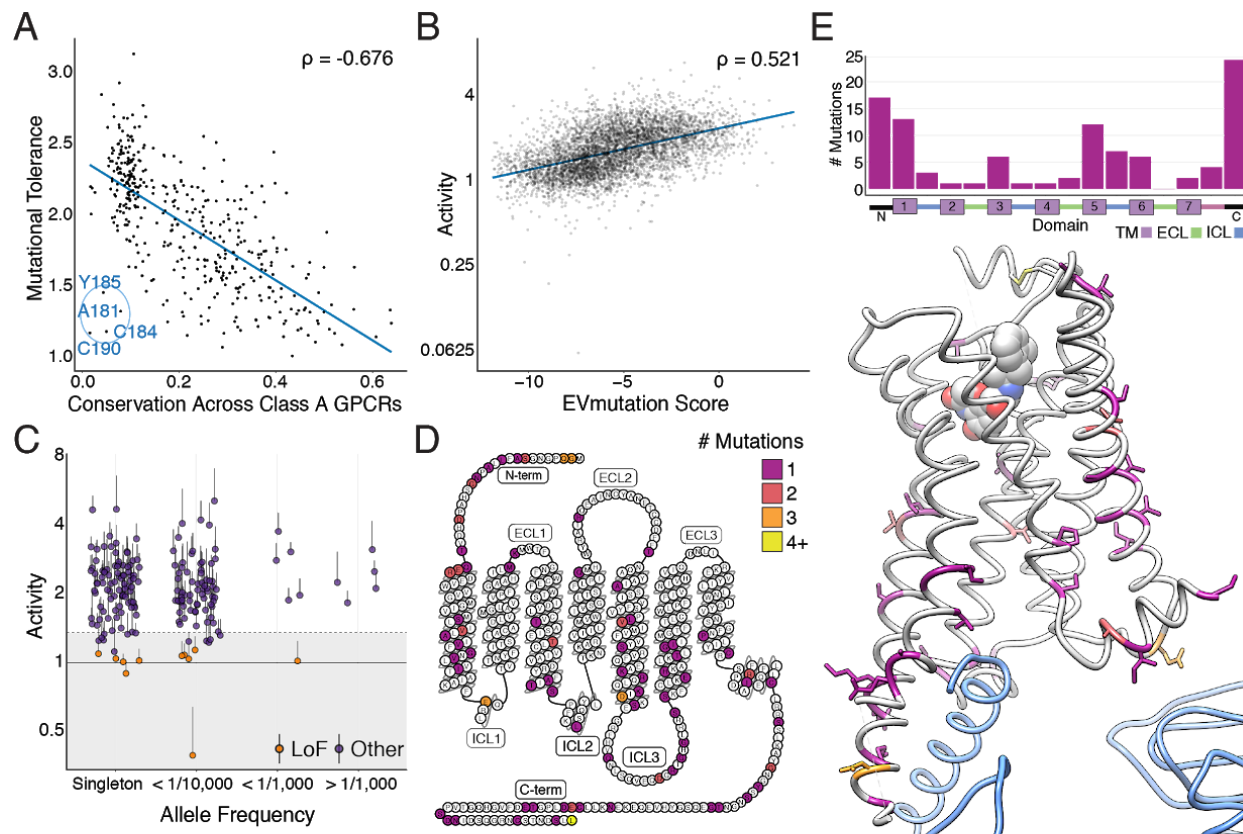 A
ρ = -0.676
Mutational Tolerance
3.0
2.5
2.0
1.5
1.0
Y185
A181
C184
C190
0.0 0.2 0.4 0.6
Conservation Across Class A GPCRs
B
ρ = 0.521
Activity
4
1
0.25
0.0625
−10 −5 0
EVmutation Score
C
Activity
8
4
2
1
0.5
LoF Other
Singleton < 1/10,000 < 1/1,000 > 1/1,000
Allele Frequency
D
# Mutations
1
2
3
4+
N-term
ECL2
ECL1
ECL3
ICL1
ICL2
ICL3
C-term
E
# Mutations
25
20
15
10
5
0
N 1 2 3 4 5 6 7 C
Domain
TM ECL ICL